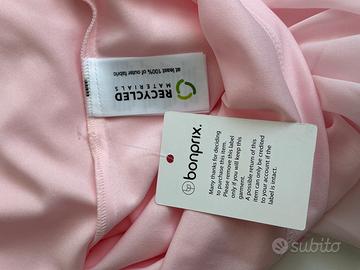 RECYCLED
MATERIALS
at least 100% of outer fabric
bp bonprix.
Many thanks for deciding
to purchase this item.
Please remove this label
only if you will keep this
garment.
A possible return of this
item can only be credited
to your account if the
label is intact.
subito